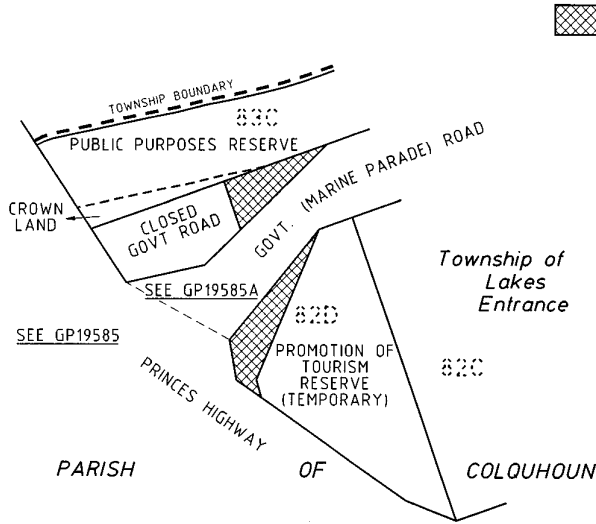 TOWNSHIP BOUNDARY
83C
PUBLIC PURPOSES RESERVE
CROWN
LAND
CLOSED
GOVT ROAD
GOVT. (MARINE PARADE) ROAD
SEE GP19585A
SEE GP19585
Township of
Lakes
Entrance
82D
PROMOTION OF
TOURISM
RESERVE
(TEMPORARY)
82C
PRINCES HIGHWAY
PARISH OF COLQUHOUN